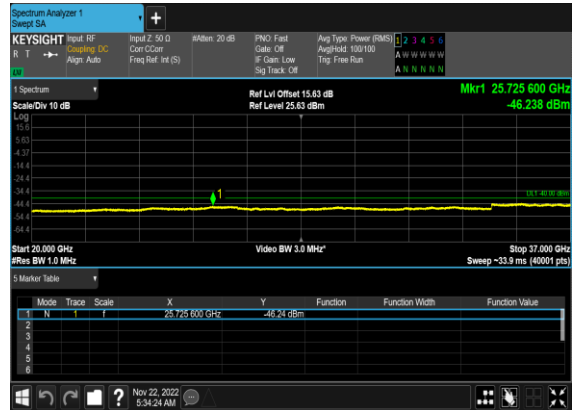 Spectrum Analyzer 1
Swept SA
KEYSIGHT Input: RF Input Z: 50 Ω #Atten: 20 dB PNO: Fast Avg Type: Power (RMS) 1 2 3 4 5 6
R T Coupling: DC Corr CCorr Gate: Off Avg|Hold: 100/100 A W W W W W
Align: Auto Freq Ref: Int (S) IF Gain: Low Trig: Free Run
Sig Track: Off A N N N N N
1 Spectrum Ref Lvl Offset 15.63 dB Mkr1 25.725 600 GHz
Scale/Div 10 dB Ref Level 25.63 dBm -46.238 dBm
Log
15.6
5.63
-4.37
-14.4
-24.4
-34.4 1 DL1 -40.00 dBm
-44.4
-54.4
-64.4
Start 20.000 GHz Video BW 3.0 MHz* Stop 37.000 GHz
#Res BW 1.0 MHz Sweep ~33.9 ms (40001 pts)
5 Marker Table
Mode Trace Scale X Y Function Function Width Function Value
1 N 1 f 25.725 600 GHz -46.24 dBm
2
3
4
5
6
? Nov 22, 2022
5:34:24 AM